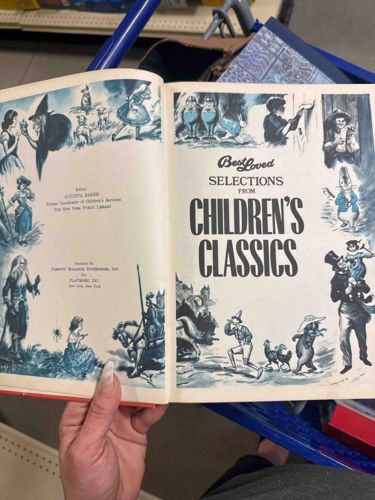 Editor
AUGUSTA BAKER
Former Coordinator of Children's Services
The New York Public Library
Published By
Parents' Magazine Enterprises, Inc.
For
Playmore, Inc.
New York, New York
Best Loved
SELECTIONS
FROM
CHILDREN'S
CLASSICS